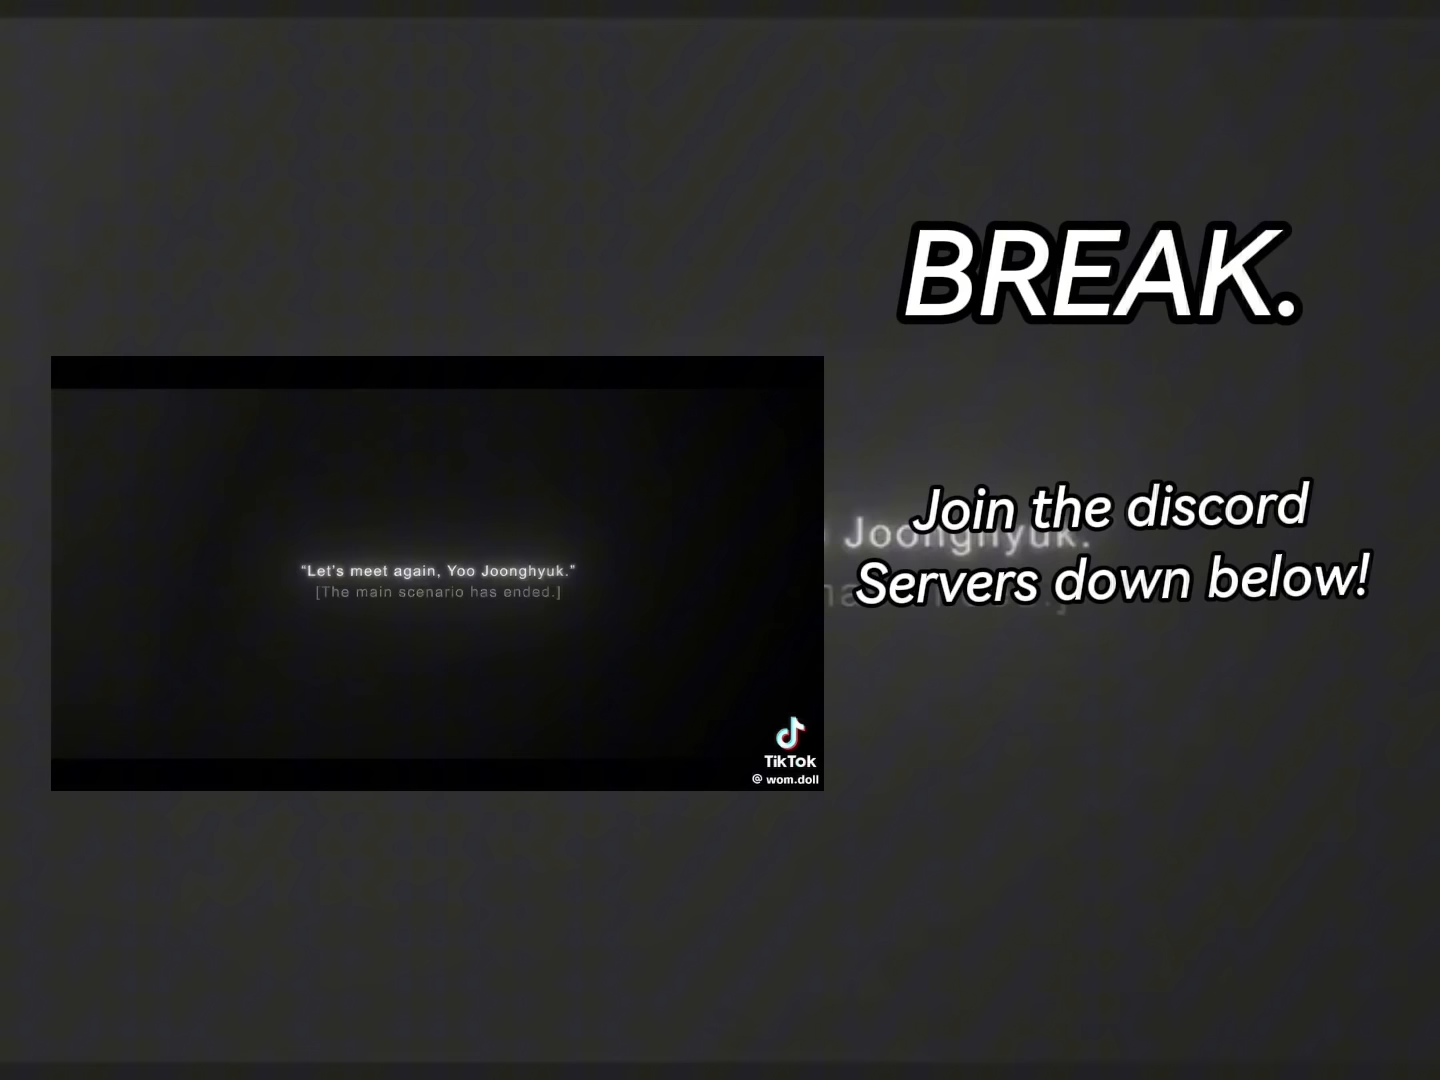 BREAK.
"Let's meet again, Yoo Joonghyuk."
[The main scenario has ended.]
Joonghyuk.
Join the discord
Servers down below!
TikTok
@ wom.doll